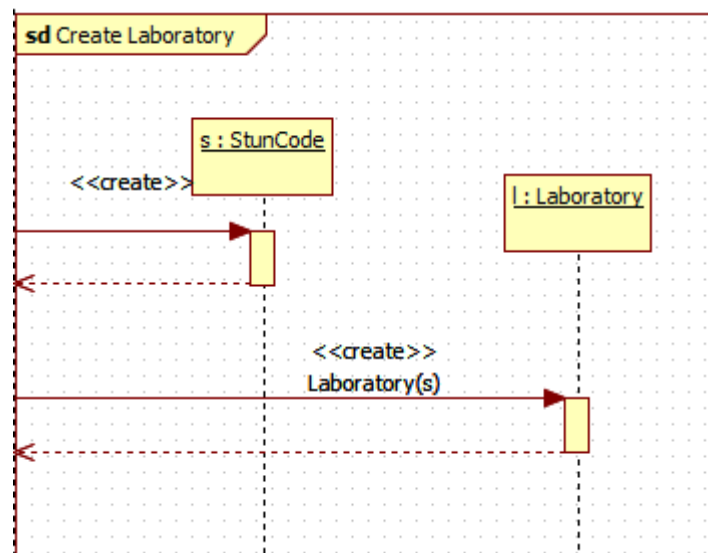 sd Create Laboratory
s : StunCode
<<create>>
l : Laboratory
<<create>>
Laboratory(s)